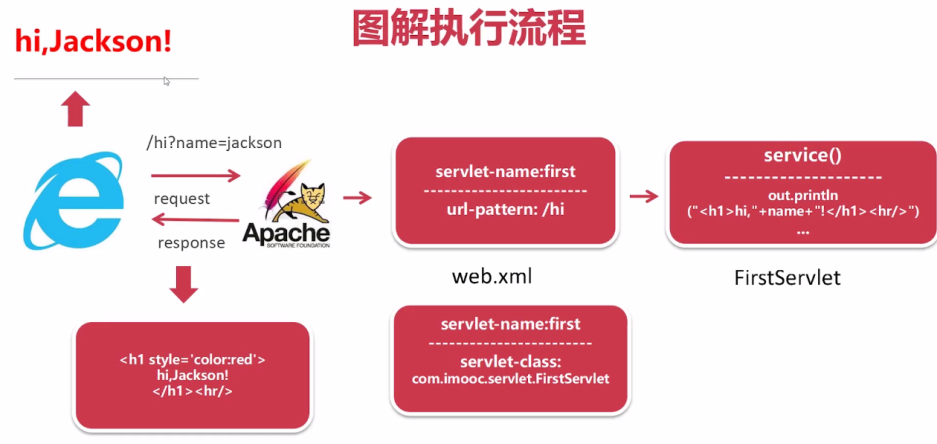 图解执行流程
hi,Jackson!
/hi?name=jackson
request
response
Apache
SOFTWARE FOUNDATION
servlet-name:first
------------------------
url-pattern: /hi
web.xml
service()
--------------------
out.println
("<h1>hi,"+name+"!</h1><hr/>")
...
FirstServlet
<h1 style='color:red'>
hi,Jackson!
</h1><hr/>
servlet-name:first
------------------------
servlet-class:
com.imooc.servlet.FirstServlet